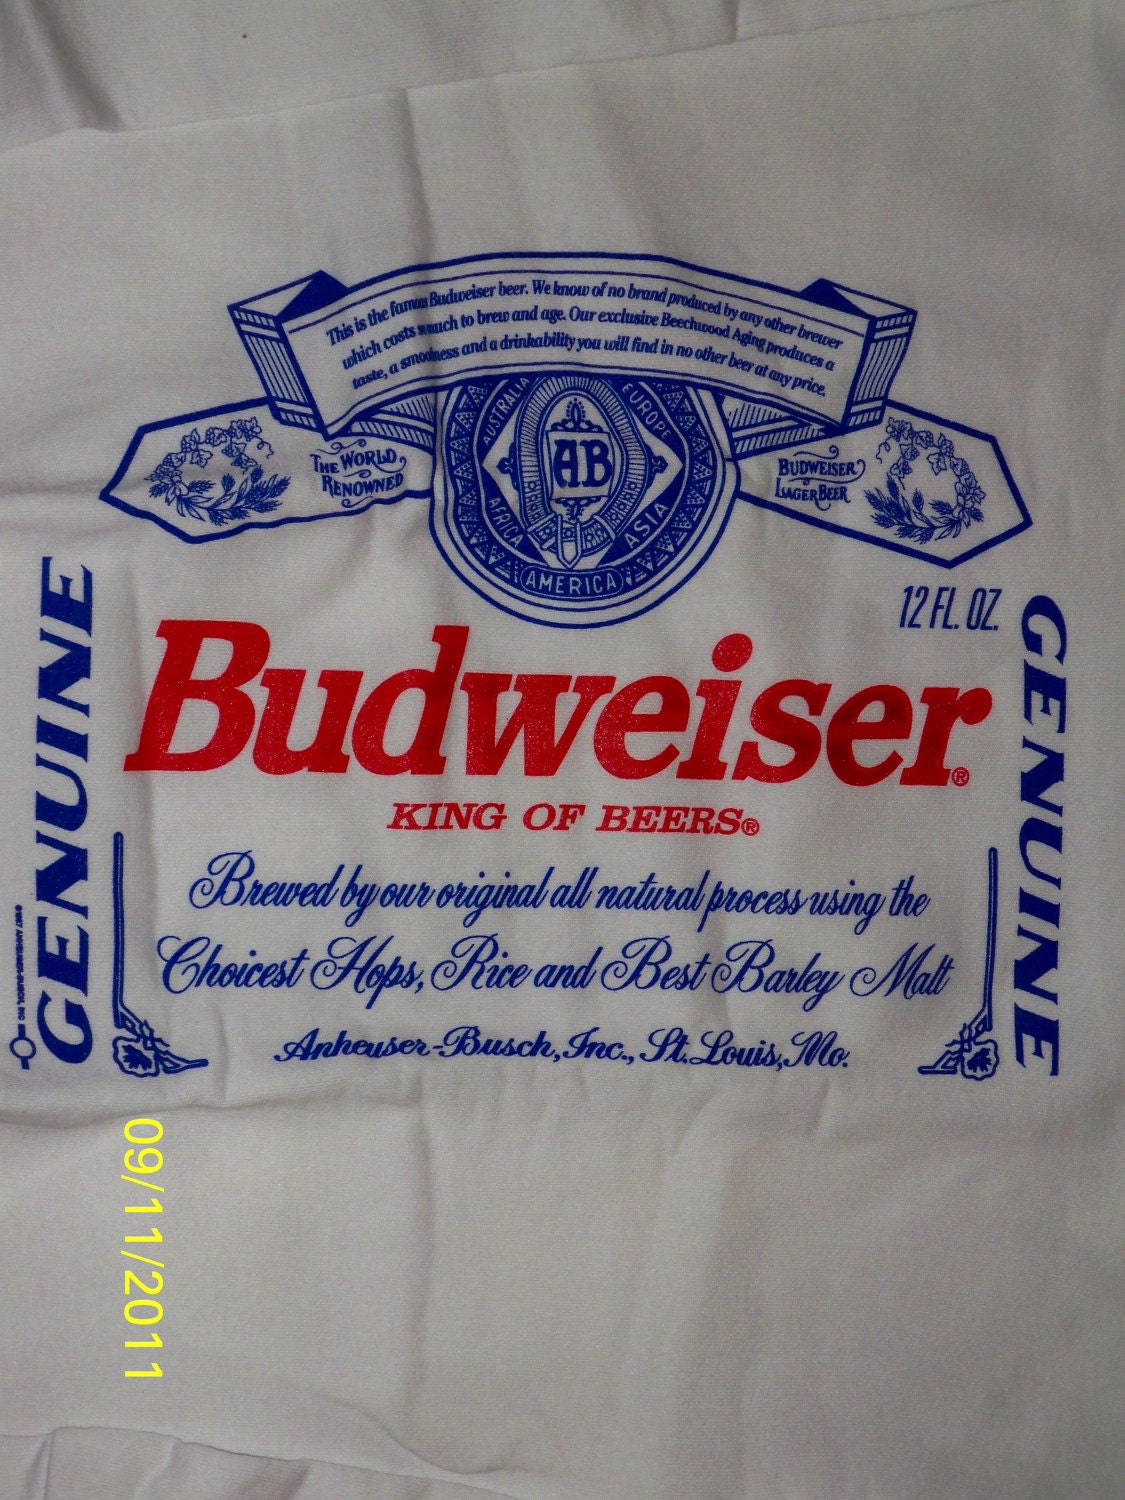 This is the famous Budweiser beer. We know of no brand produced by any other brewer
which costs so much to brew and age. Our exclusive Beechwood Aging produces a
taste, a smoothness and a drinkability you will find in no other beer at any price.
AUSTRALIA
EUROPE
AB
AFRICA
ASIA
AMERICA
THE WORLD
RENOWNED
BUDWEISER
LAGER BEER
12 FL. OZ.
GENUINE
GENUINE
Budweiser®
KING OF BEERS®
Brewed by our original all natural process using the
Choicest Hops, Rice and Best Barley Malt
Anheuser-Busch, Inc., St. Louis, Mo.
ANHEUSER-BUSCH, INC
09/11/2011